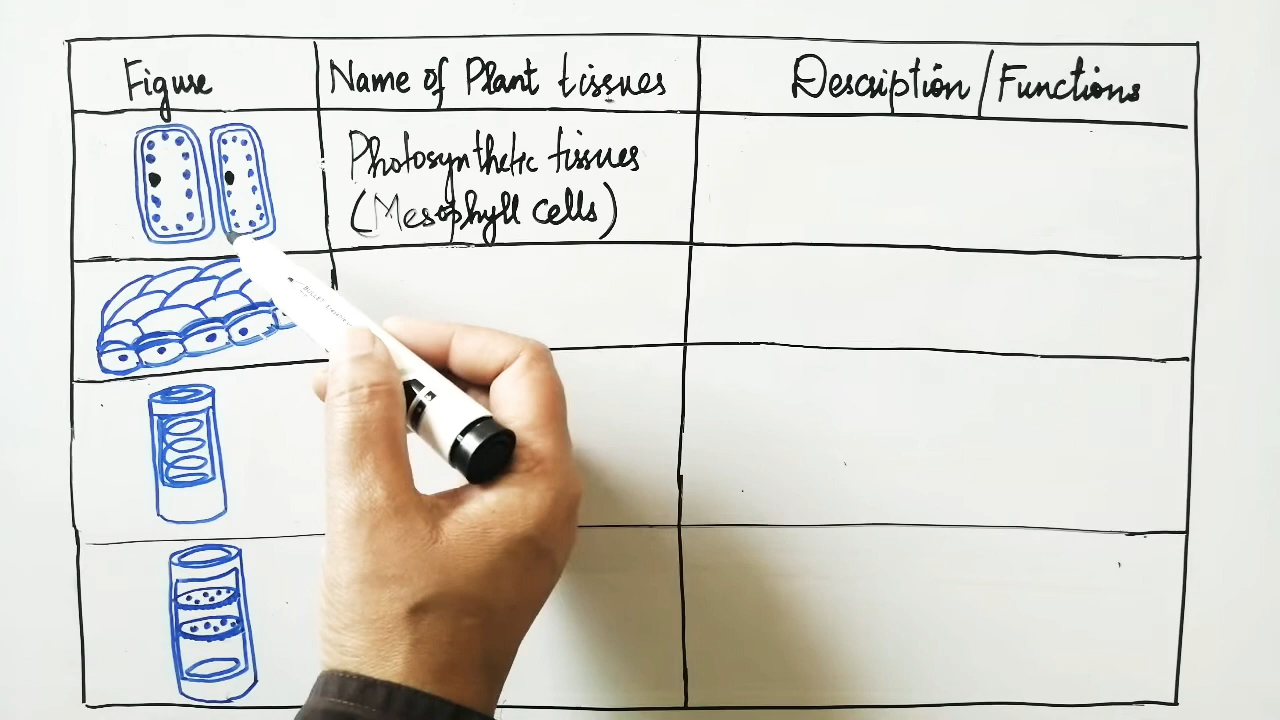 Figure
Name of Plant tissues
Description / Functions
Photosynthetic tissues
(Mesophyll cells)